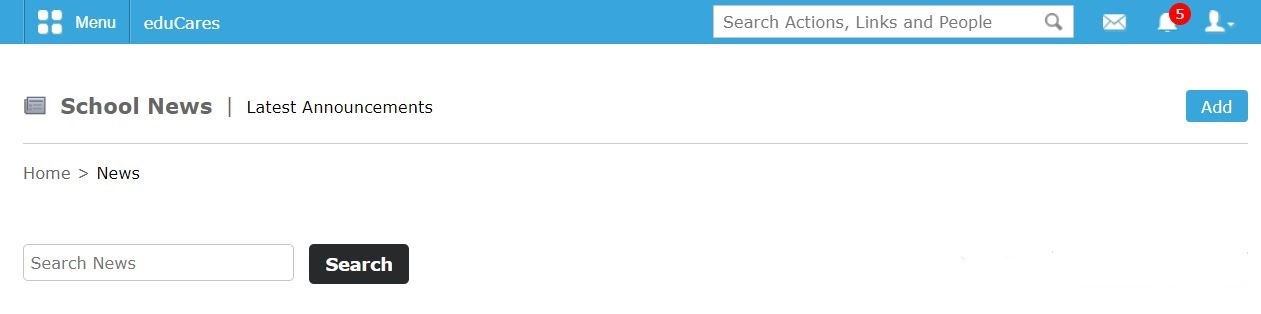 Menu eduCares Search Actions, Links and People 5
School News | Latest Announcements Add
Home > News
Search News Search